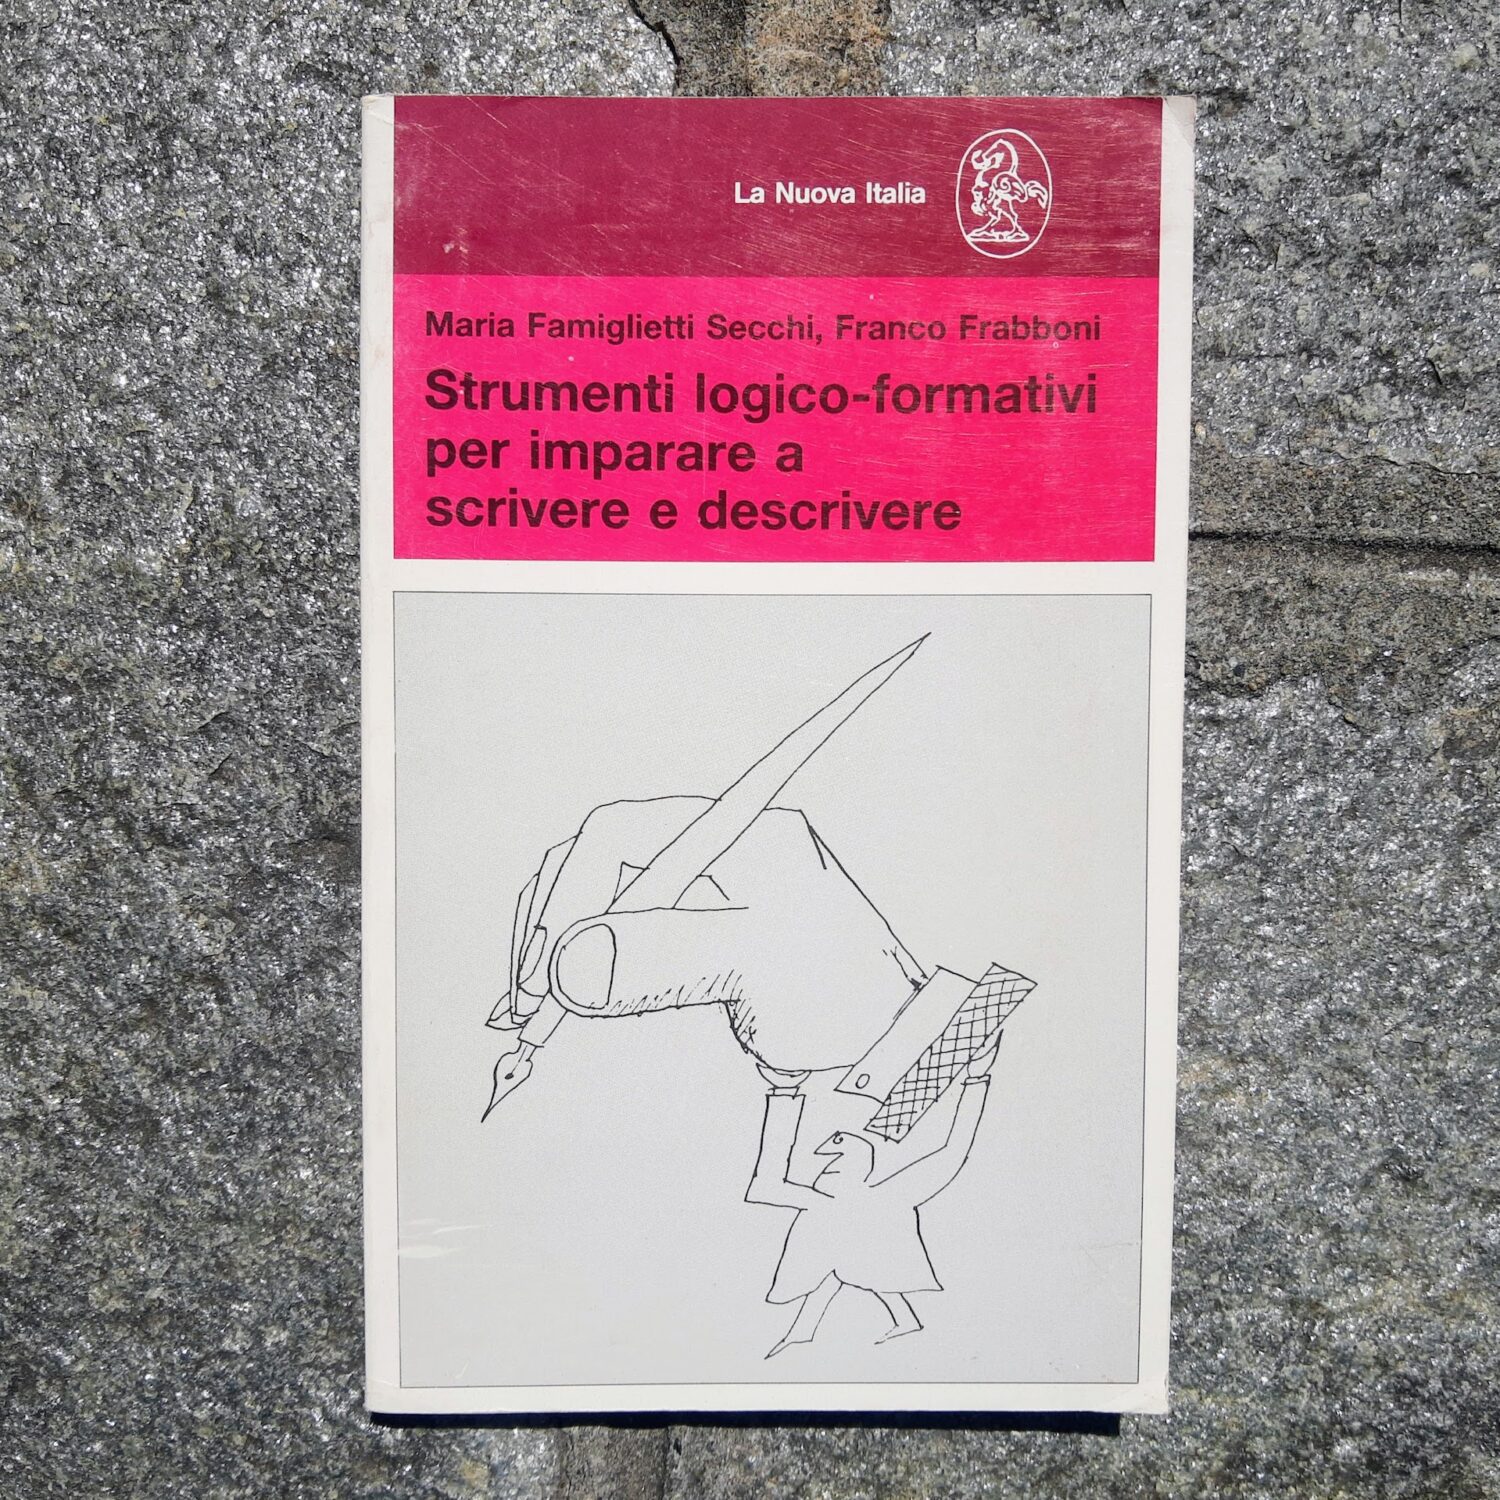 La Nuova Italia
Maria Famiglietti Secchi, Franco Frabboni
Strumenti logico-formativi
per imparare a
scrivere e descrivere